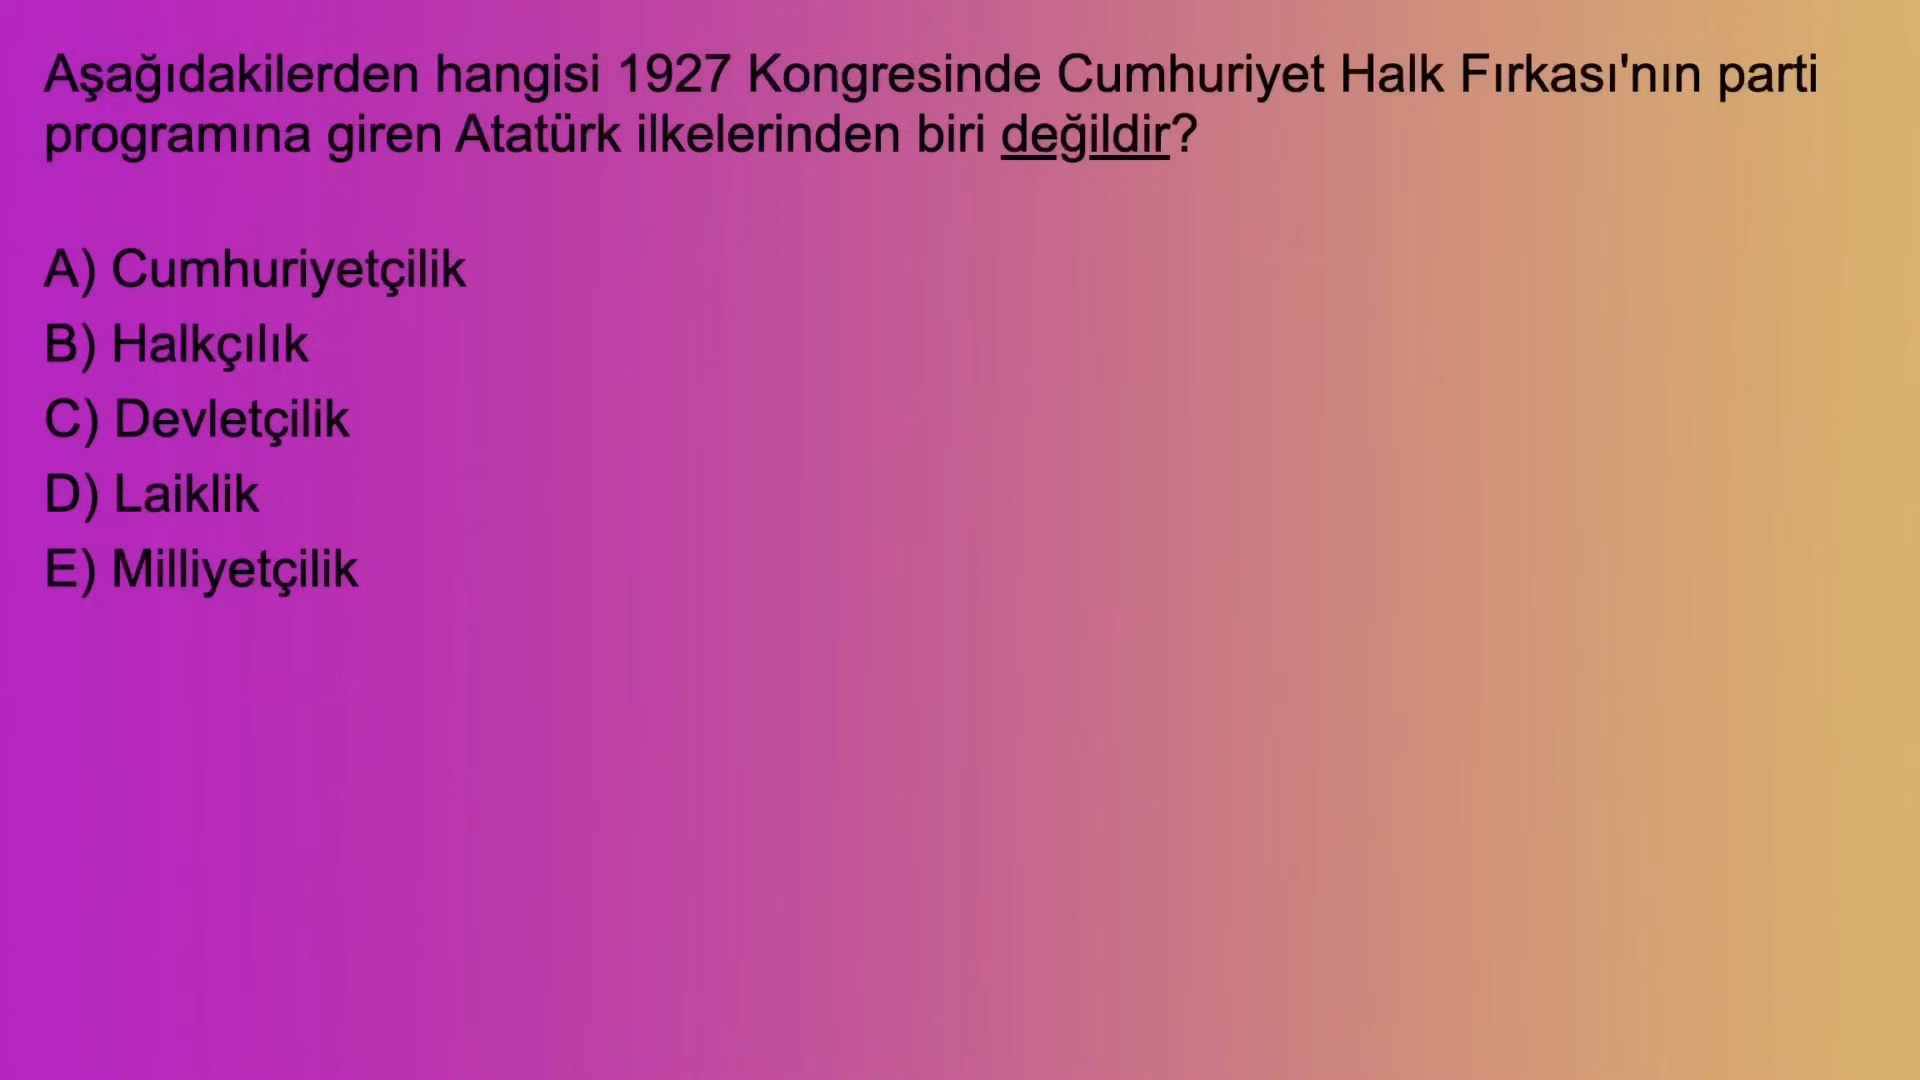 Aşağıdakilerden hangisi 1927 Kongresinde Cumhuriyet Halk Fırkası'nın parti
programına giren Atatürk ilkelerinden biri değildir?
A) Cumhuriyetçilik
B) Halkçılık
C) Devletçilik
D) Laiklik
E) Milliyetçilik